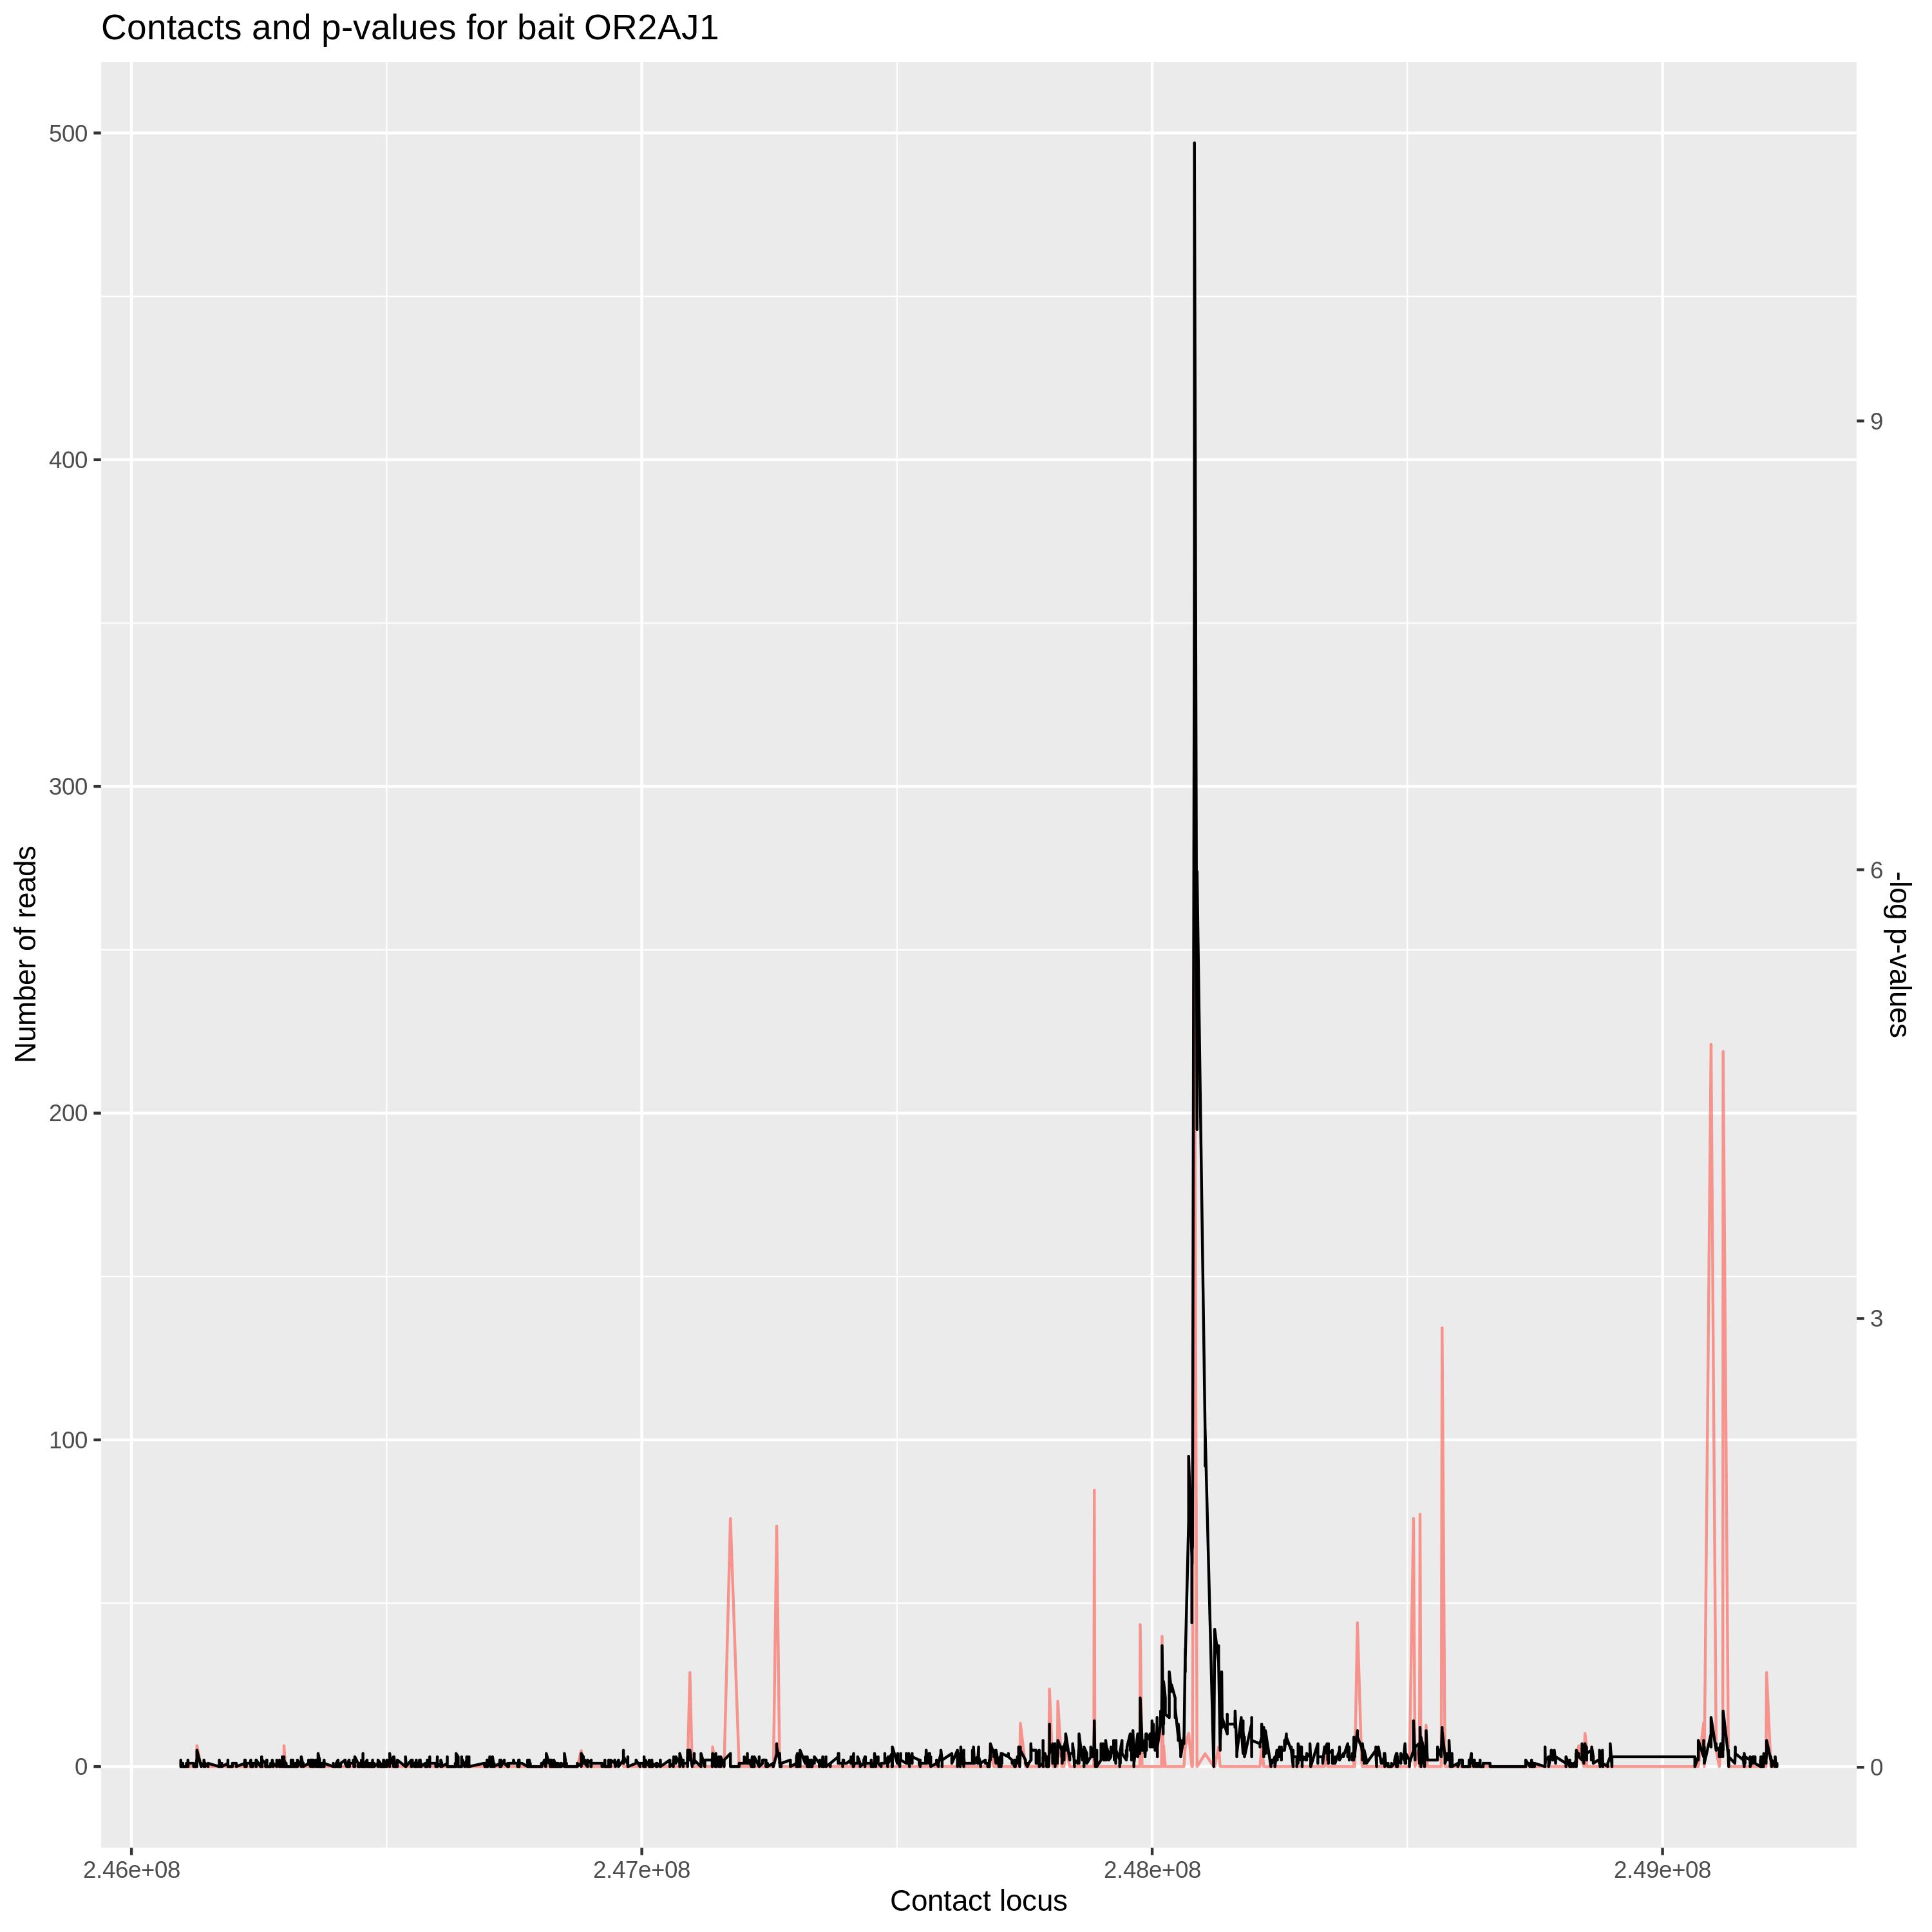 Contacts and p-values for bait OR2AJ1
500
400
300
200
100
0
Number of reads
9
6
3
0
-log p-values
2.46e+08
2.47e+08
2.48e+08
2.49e+08
Contact locus